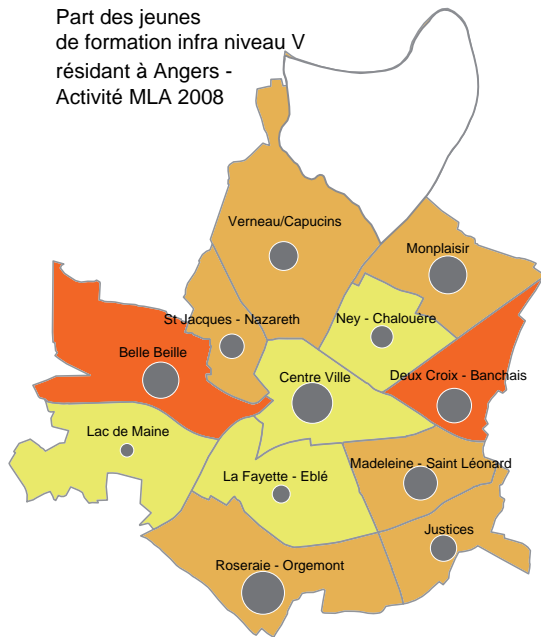 Part des jeunes
de formation infra niveau V
résidant à Angers -
Activité MLA 2008
Verneau/Capucins
Monplaisir
St Jacques - Nazareth
Ney - Chalouère
Belle Beille
Centre Ville
Deux Croix - Banchais
Lac de Maine
Madeleine - Saint Léonard
La Fayette - Eblé
Justices
Roseraie - Orgemont